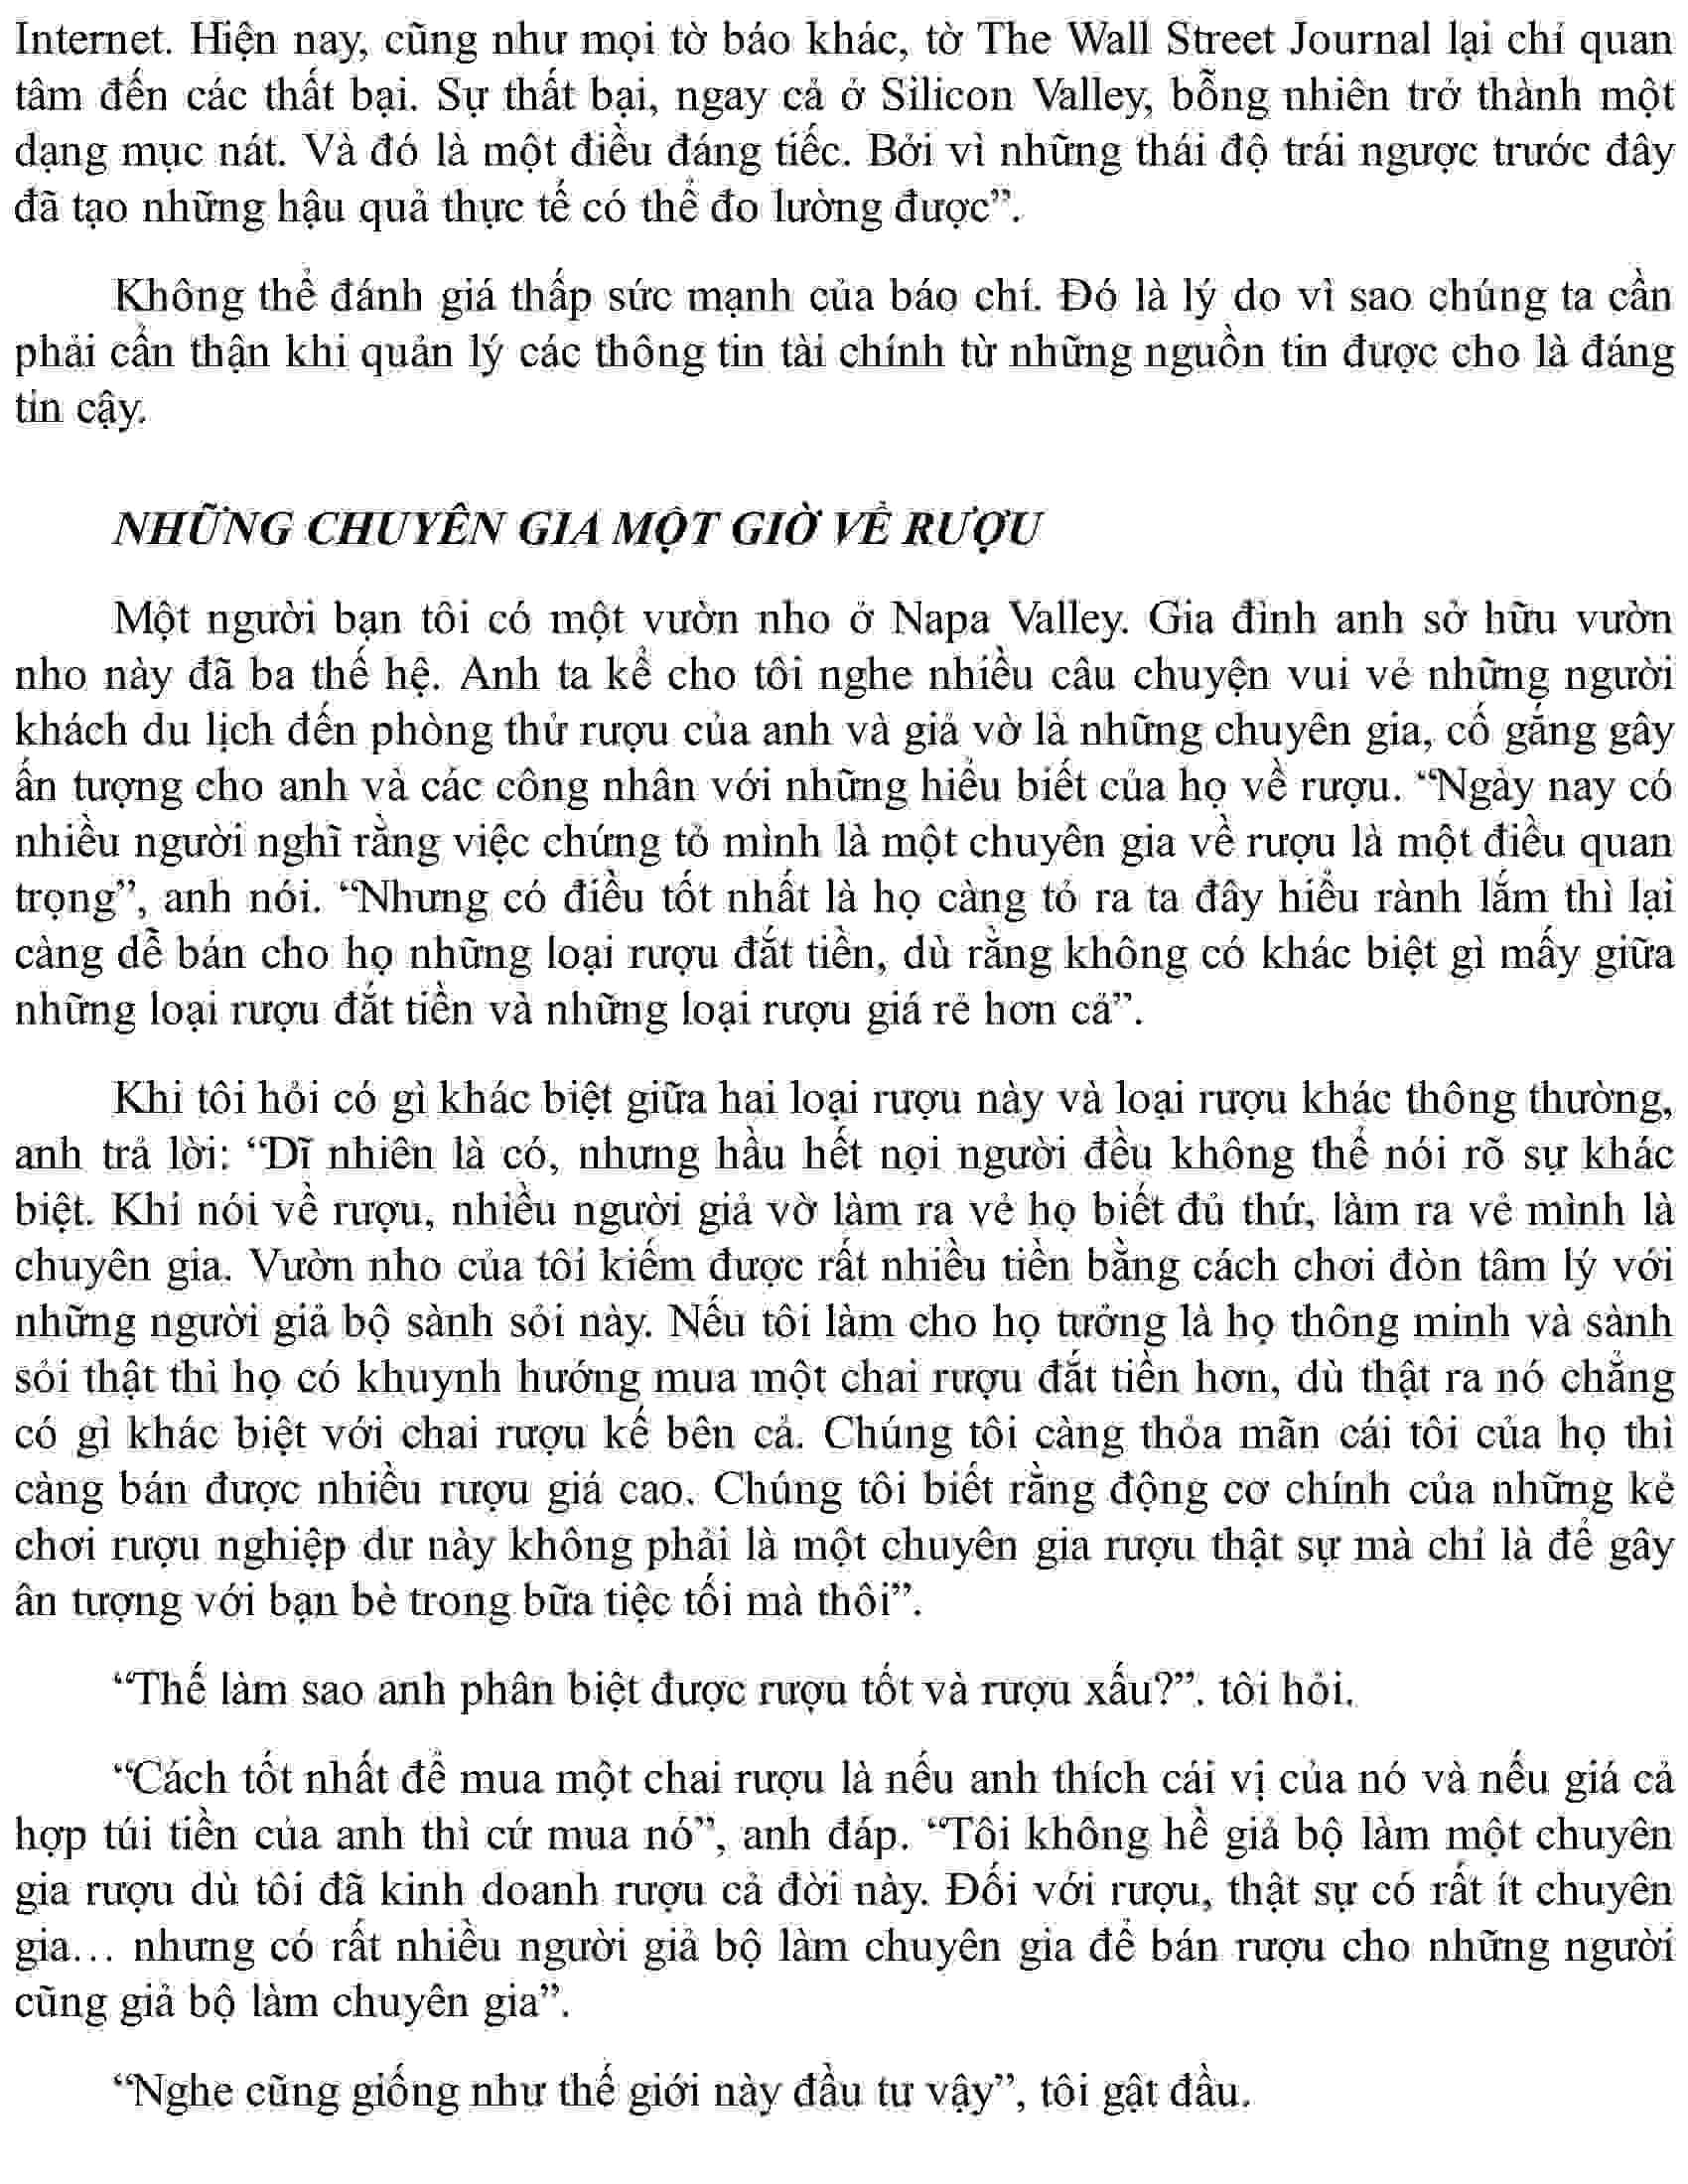 Internet. Hiện nay, cũng như mọi tờ báo khác, tờ The Wall Street Journal lại chỉ quan
tâm đến các thất bại. Sự thất bại, ngay cả ở Silicon Valley, bỗng nhiên trở thành một
dạng mục nát. Và đó là một điều đáng tiếc. Bởi vì những thái độ trái ngược trước đây
đã tạo những hậu quả thực tế có thể đo lường được”.
Không thể đánh giá thấp sức mạnh của báo chí. Đó là lý do vì sao chúng ta cần
phải cẩn thận khi quản lý các thông tin tài chính từ những nguồn tin được cho là đáng
tin cậy.
NHỮNG CHUYÊN GIA MỘT GIỜ VỀ RƯỢU
Một người bạn tôi có một vườn nho ở Napa Valley. Gia đình anh sở hữu vườn
nho này đã ba thế hệ. Anh ta kể cho tôi nghe nhiều câu chuyện vui vẻ những người
khách du lịch đến phòng thử rượu của anh và giả vờ là những chuyên gia, cố gắng gây
ấn tượng cho anh và các công nhân với những hiểu biết của họ về rượu. “Ngày nay có
nhiều người nghĩ rằng việc chứng tỏ mình là một chuyên gia về rượu là một điều quan
trọng”, anh nói. “Nhưng có điều tốt nhất là họ càng tỏ ra ta đây hiểu rành lắm thì lại
càng dễ bán cho họ những loại rượu đắt tiền, dù rằng không có khác biệt gì mấy giữa
những loại rượu đắt tiền và những loại rượu giá rẻ hơn cả”.
Khi tôi hỏi có gì khác biệt giữa hai loại rượu này và loại rượu khác thông thường,
anh trả lời: “Dĩ nhiên là có, nhưng hầu hết nọi người đều không thể nói rõ sự khác
biệt. Khi nói về rượu, nhiều người giả vờ làm ra vẻ họ biết đủ thứ, làm ra vẻ mình là
chuyên gia. Vườn nho của tôi kiếm được rất nhiều tiền bằng cách chơi đòn tâm lý với
những người giả bộ sành sỏi này. Nếu tôi làm cho họ tưởng là họ thông minh và sành
sỏi thật thì họ có khuynh hướng mua một chai rượu đắt tiền hơn, dù thật ra nó chẳng
có gì khác biệt với chai rượu kế bên cả. Chúng tôi càng thỏa mãn cái tôi của họ thì
càng bán được nhiều rượu giá cao. Chúng tôi biết rằng động cơ chính của những kẻ
chơi rượu nghiệp dư này không phải là một chuyên gia rượu thật sự mà chỉ là để gây
ân tượng với bạn bè trong bữa tiệc tối mà thôi”.
“Thế làm sao anh phân biệt được rượu tốt và rượu xấu?”. tôi hỏi.
“Cách tốt nhất để mua một chai rượu là nếu anh thích cái vị của nó và nếu giá cả
hợp túi tiền của anh thì cứ mua nó”, anh đáp. “Tôi không hề giả bộ làm một chuyên
gia rượu dù tôi đã kinh doanh rượu cả đời này. Đối với rượu, thật sự có rất ít chuyên
gia… nhưng có rất nhiều người giả bộ làm chuyên gia để bán rượu cho những người
cũng giả bộ làm chuyên gia”.
“Nghe cũng giống như thế giới này đầu tư vậy”, tôi gật đầu.